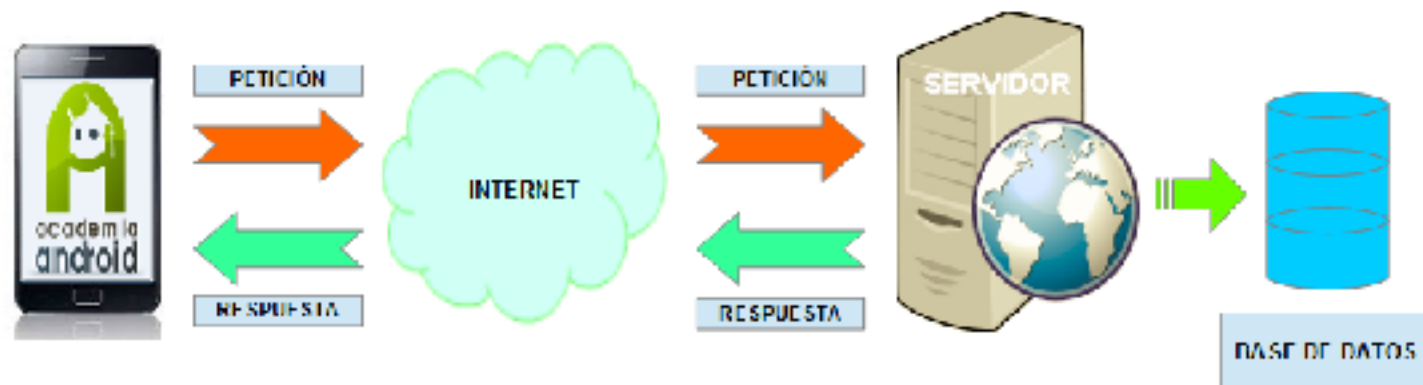 academia
android
PETICIÓN
RESPUESTA
INTERNET
PETICIÓN
RESPUESTA
SERVIDOR
BASE DE DATOS